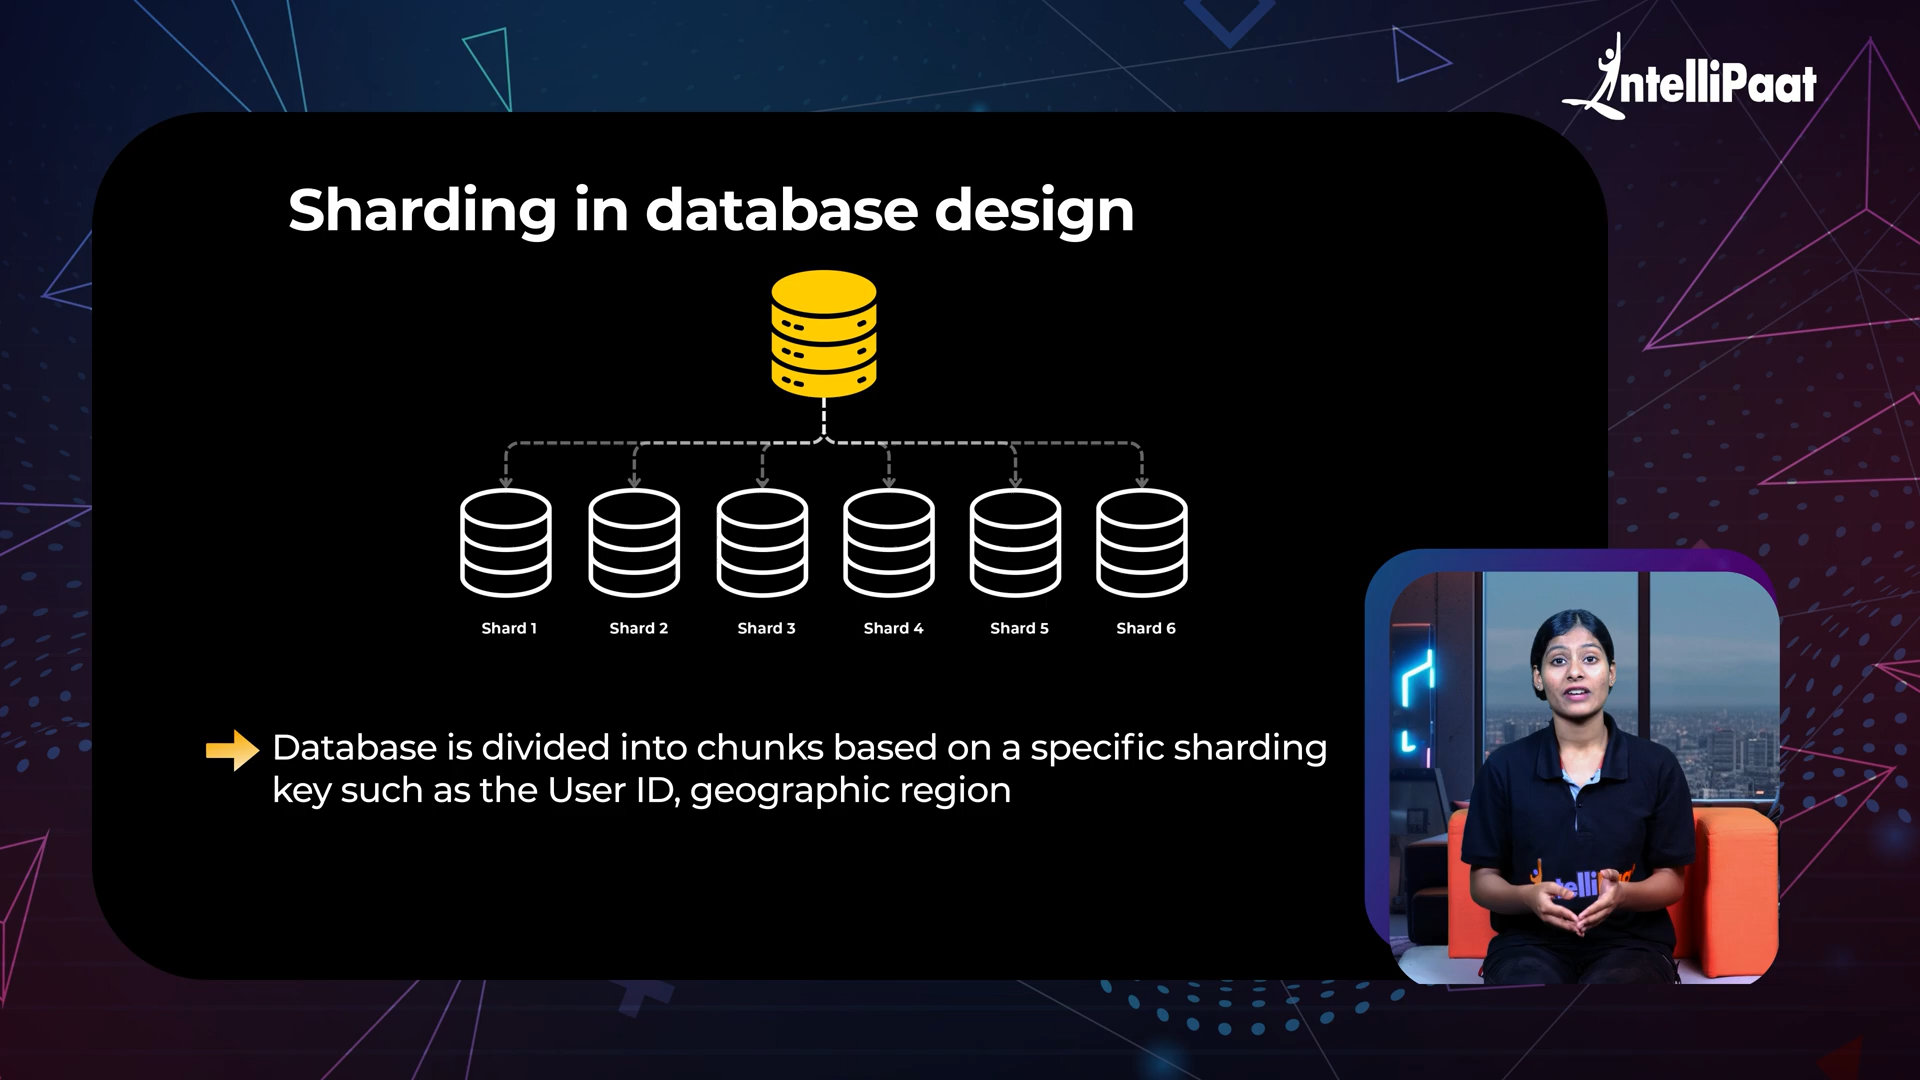 IntelliPaat
Sharding in database design
Shard 1
Shard 2
Shard 3
Shard 4
Shard 5
Shard 6
Database is divided into chunks based on a specific sharding
key such as the User ID, geographic region